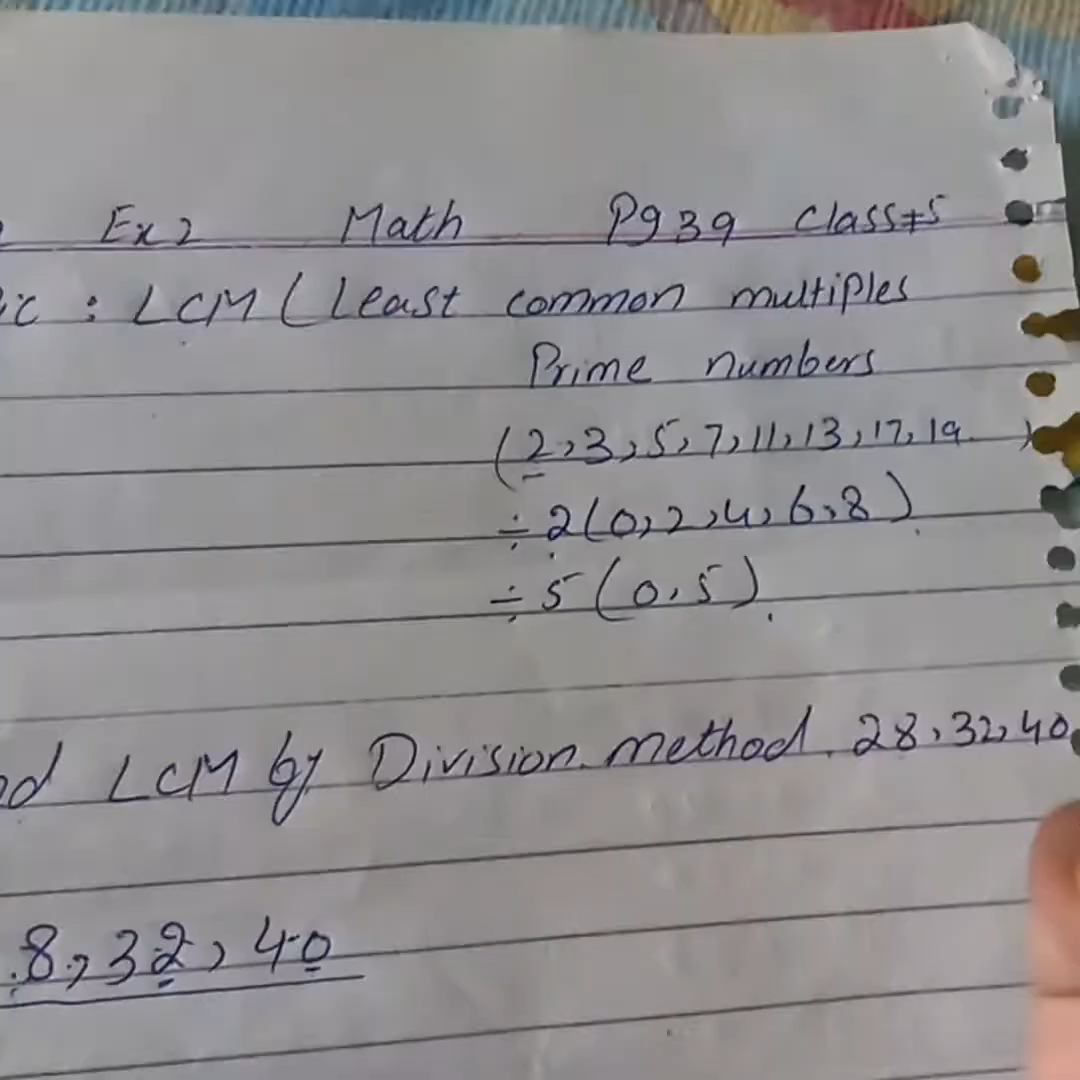 Ex 2 Math Pg 39 Class 5
ic : LCM ( Least common multiples
Prime numbers
(2,3,5,7,11,13,17,19 )
÷ 2(0,2,4,6,8)
÷ 5 (0,5)
d LCM by Division method. 28,32,40
8,32,40